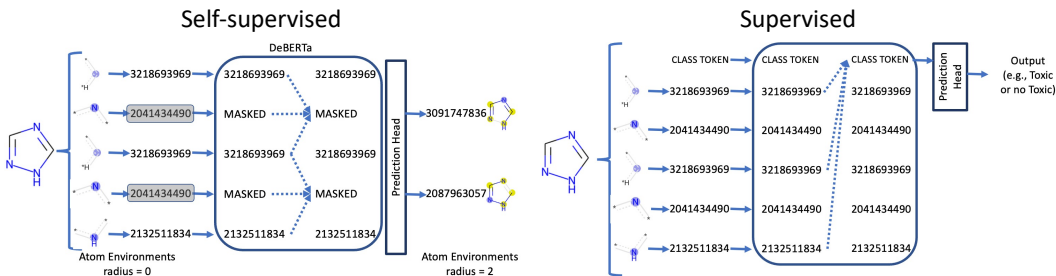 Self-supervised
DeBERTa
3218693969 3218693969 3218693969
*H
2041434490 MASKED MASKED 3091747836
N
3218693969 3218693969 3218693969
*H
2041434490 MASKED MASKED 2087963057
N
2132511834 2132511834 2132511834
N
H
N
N
NH
Prediction Head
Atom Environments
radius = 0
Atom Environments
radius = 2
Supervised
CLASS TOKEN CLASS TOKEN CLASS TOKEN
3218693969 3218693969 3218693969
*H
2041434490 2041434490 2041434490
N
3218693969 3218693969 3218693969
*H
2041434490 2041434490 2041434490
N
2132511834 2132511834 2132511834
N
H
N
N
NH
Prediction
Head
Output
(e.g., Toxic
or no Toxic)